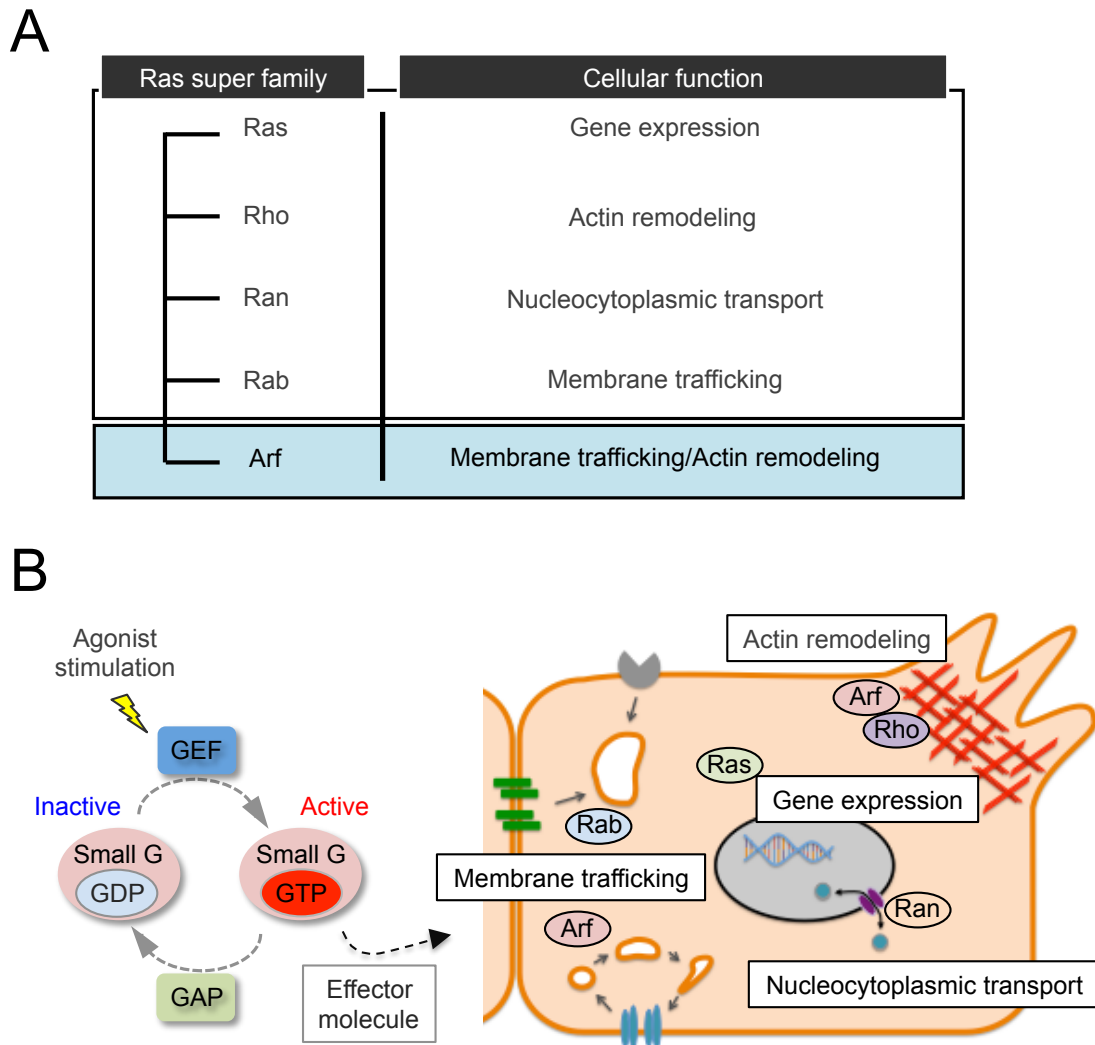 A
Ras super family
Cellular function
Ras
Gene expression
Rho
Actin remodeling
Ran
Nucleocytoplasmic transport
Rab
Membrane trafficking
Arf
Membrane trafficking/Actin remodeling
B
Agonist
stimulation
GEF
Inactive
Active
Small G
GDP
Small G
GTP
GAP
Effector
molecule
Actin remodeling
Arf
Rho
Ras
Gene expression
Rab
Membrane trafficking
Ran
Arf
Nucleocytoplasmic transport